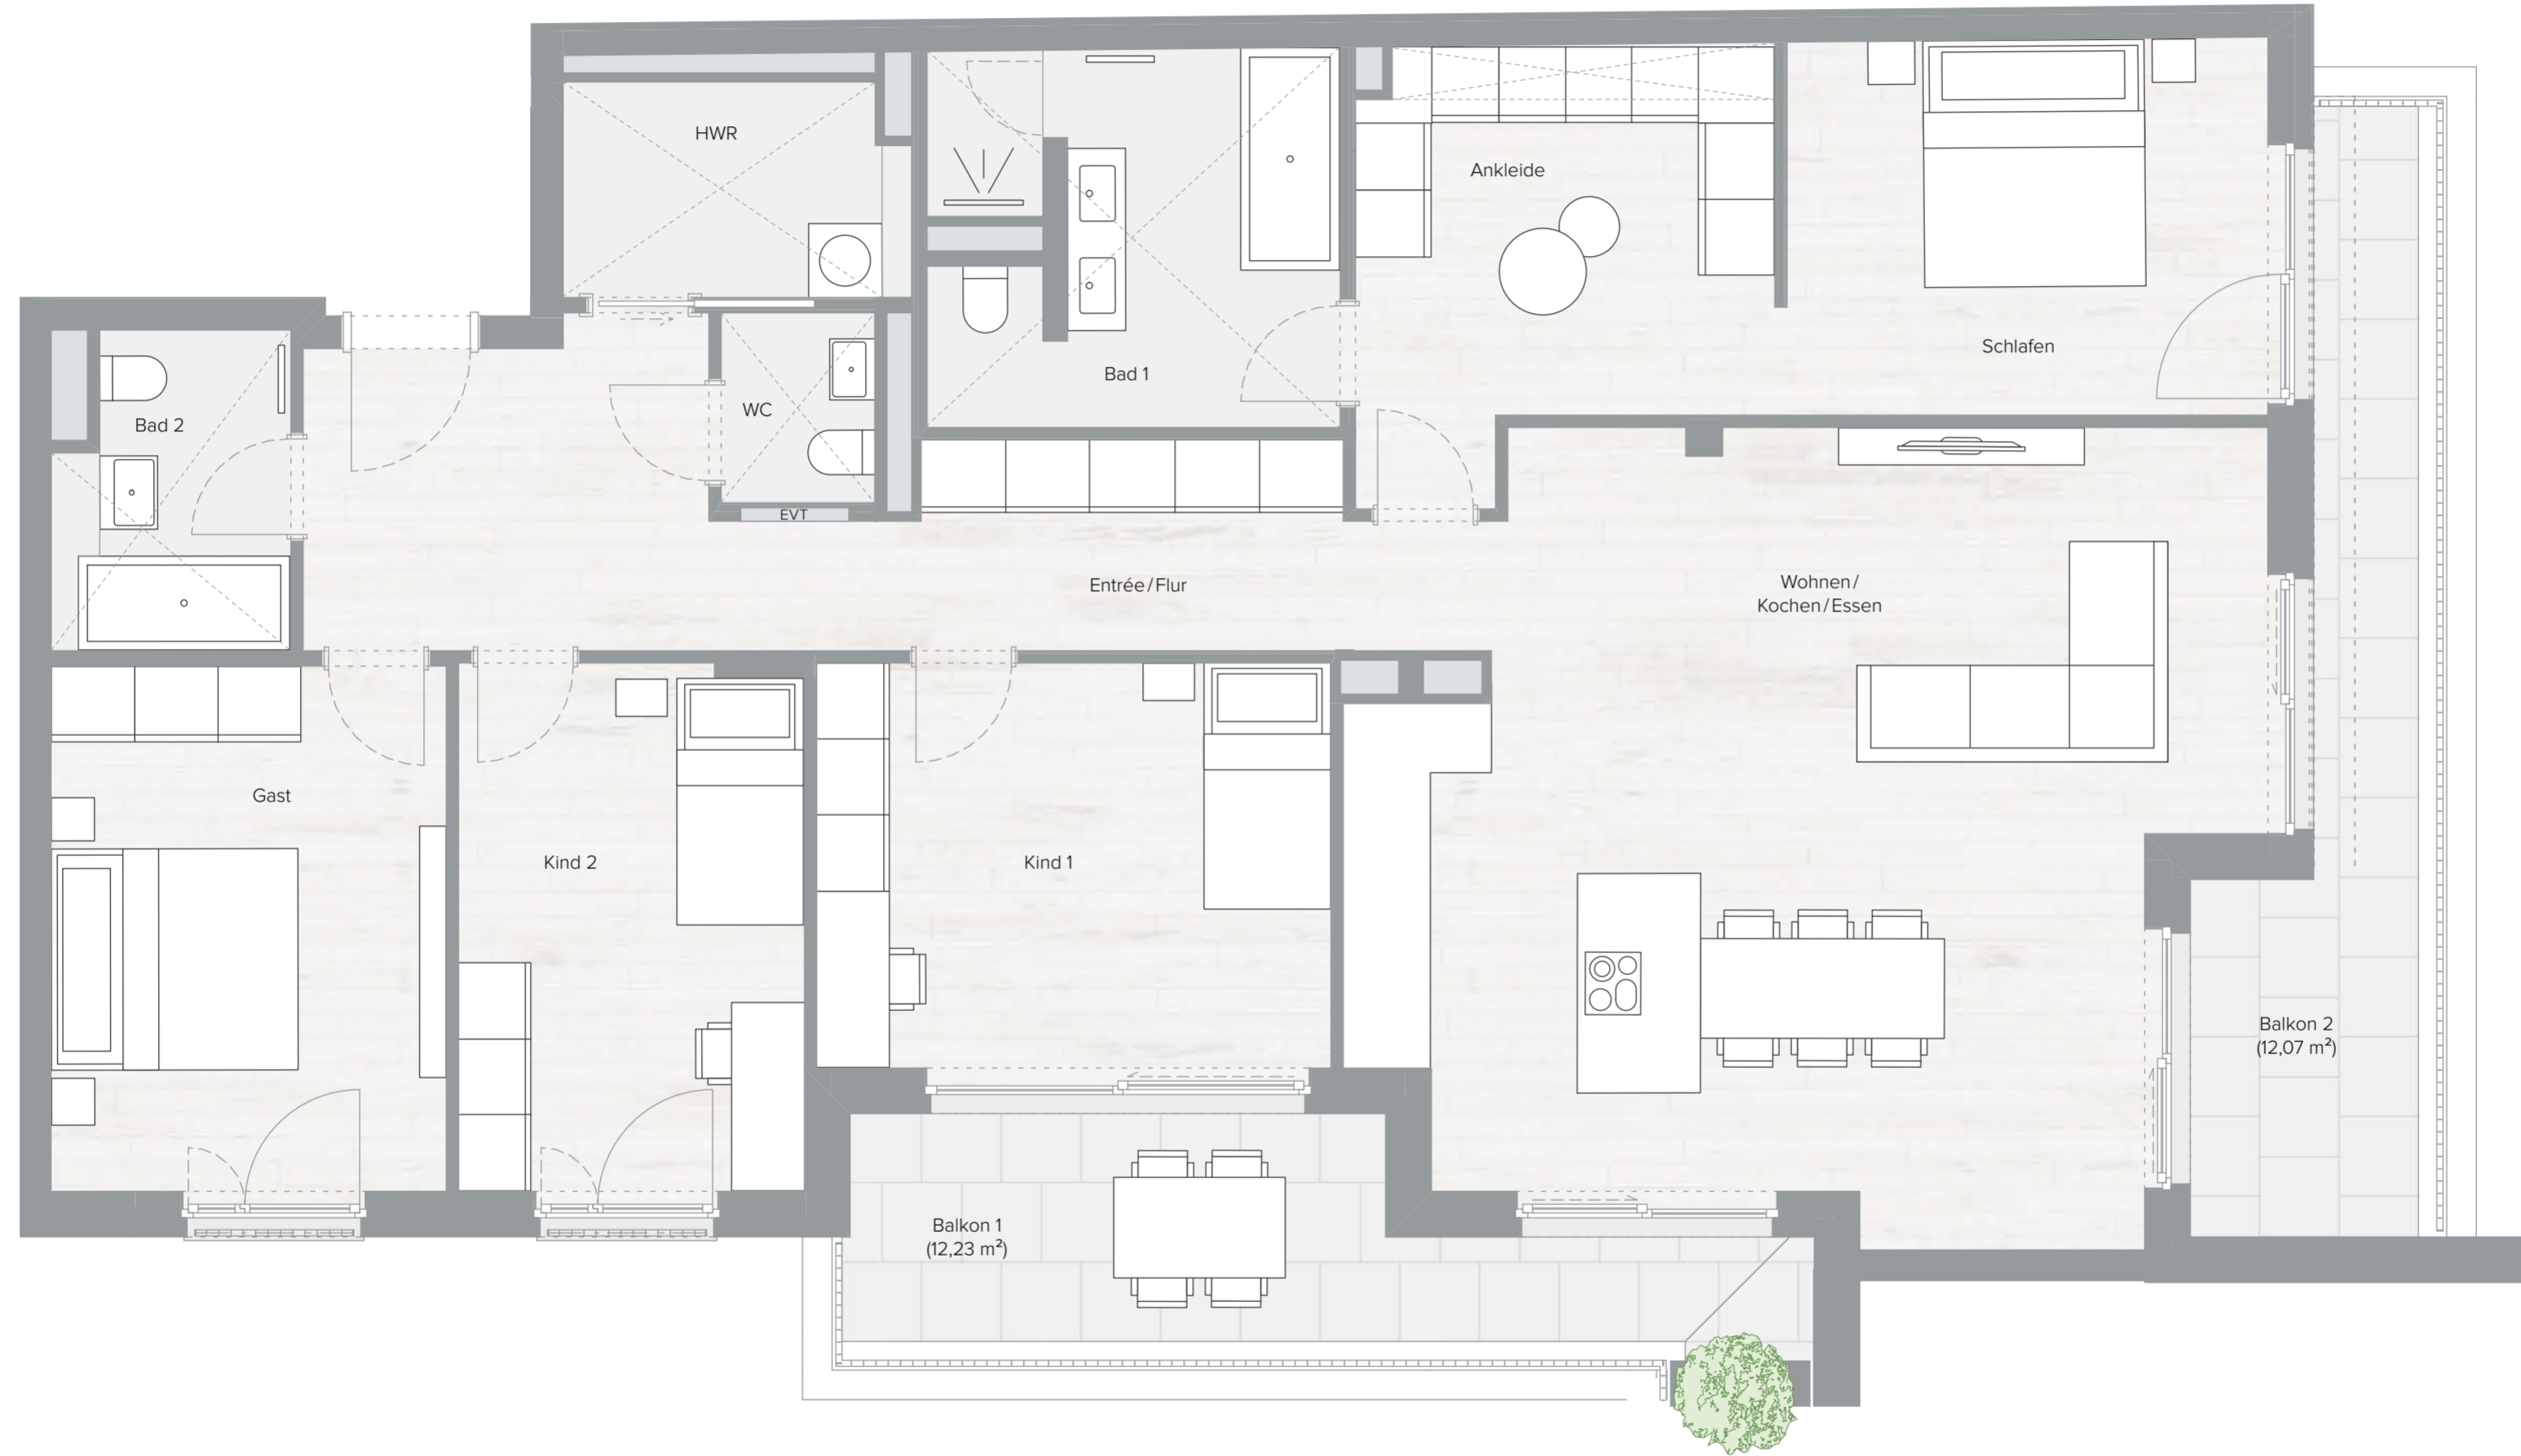 HWR
Ankleide
Schlafen
Bad 1
WC
Bad 2
EVT
Entrée / Flur
Wohnen /
Kochen / Essen
Gast
Kind 2
Kind 1
Balkon 2
(12,07 m²)
Balkon 1
(12,23 m²)